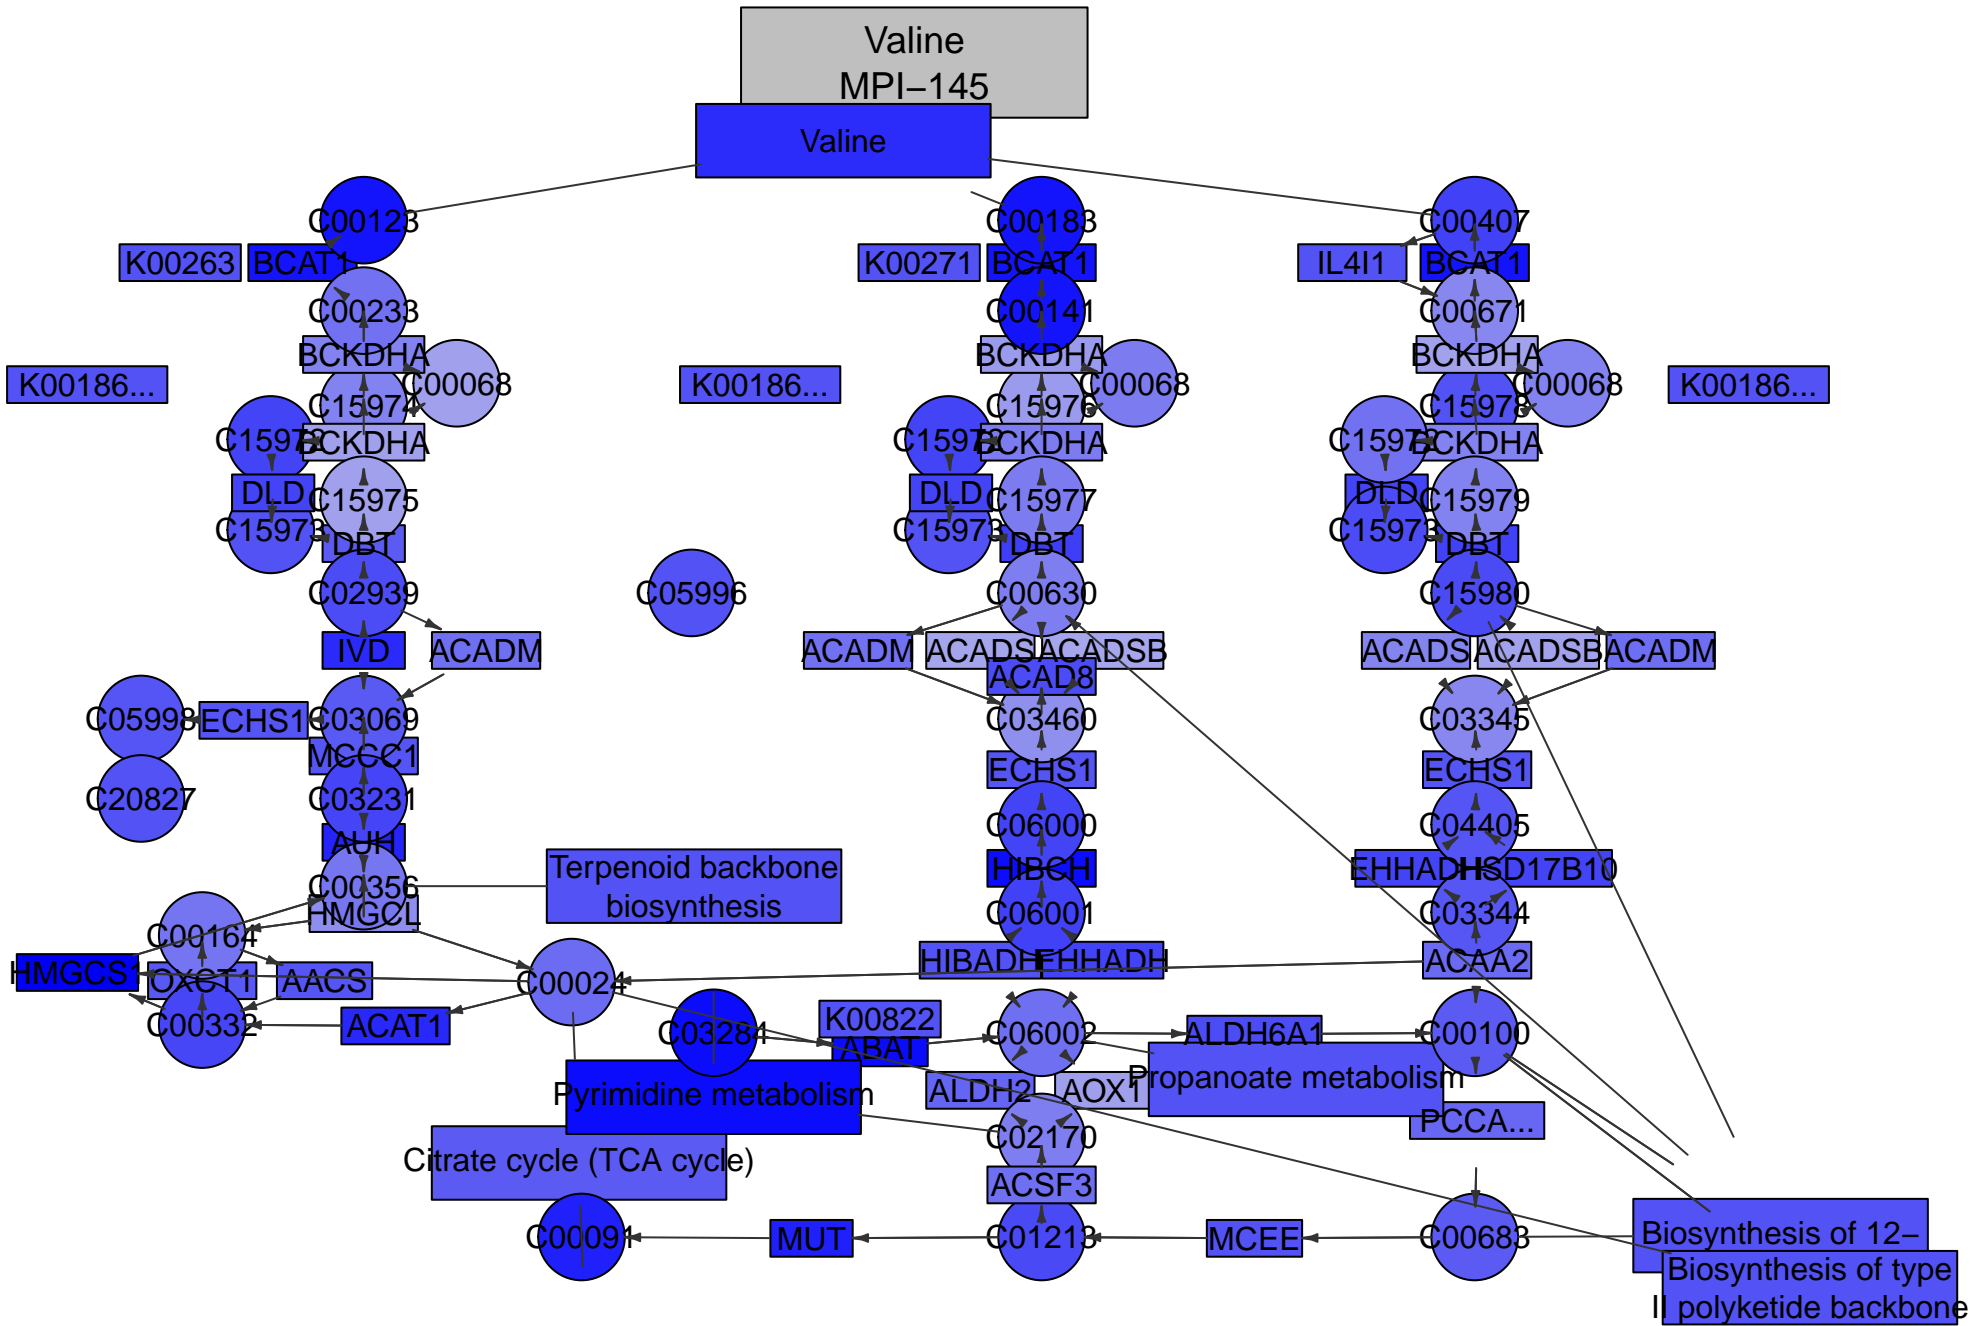 Valine
MPI−145
Valine
C00123
C00183
C00407
K00263
BCAT1
K00271
BCAT1
IL4I1
BCAT1
C00233
C00141
C00671
BCKDHA
BCKDHA
BCKDHA
K00186...
C00068
K00186...
C00068
C00068
K00186...
C15974
C15976
C15978
C15972
BCKDHA
C15972
BCKDHA
C15972
BCKDHA
DLD
C15975
DLD
C15977
DLD
C15979
C15973
DBT
C15973
DBT
C15973
DBT
C02939
C05996
C00630
C15980
IVD
ACADM
ACADM
ACADS
ACADSB
ACADS
ACADSB
ACADM
ACAD8
C05998
ECHS1
C03069
C03460
C03345
MCCC1
ECHS1
ECHS1
C20827
C03231
C06000
C04405
AUH
HIBCH
EHHADH
HSD17B10
C00356
Terpenoid backbone
biosynthesis
HMGCL
C06001
C03344
C00164
HIBADH
EHHADH
ACAA2
HMGCS1
OXCT1
AACS
C00024
C00332
ACAT1
C03284
K00822
ABAT
C06002
ALDH6A1
C00100
Pyrimidine metabolism
ALDH2
AOX1
Propanoate metabolism
PCCA...
C02170
Citrate cycle (TCA cycle)
ACSF3
C00091
MUT
C01213
MCEE
C00683
Biosynthesis of 12−
Biosynthesis of type
II polyketide backbone